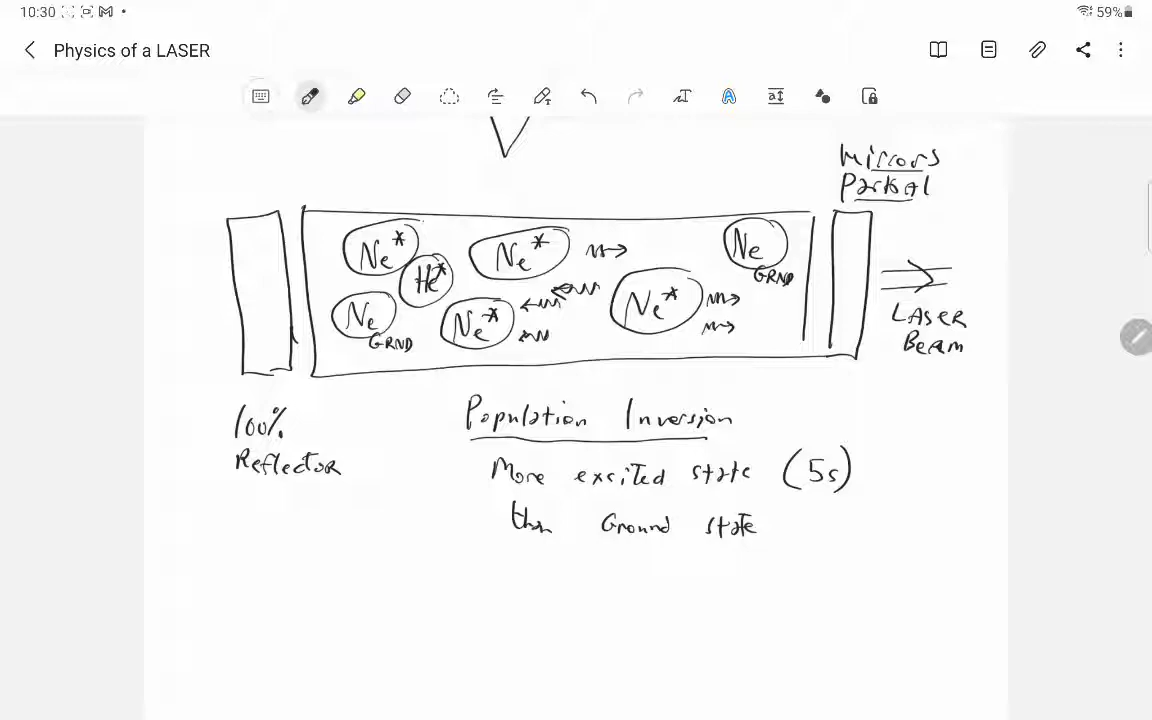 10:30
59%
Physics of a LASER
Mirrors
Partial
Ne*
Ne*
Ne
GRND
He*
Ne*
Ne
GRND
Ne*
LASER
Beam
100%
Reflector
Population Inversion
More excited state (5s)
than Ground state